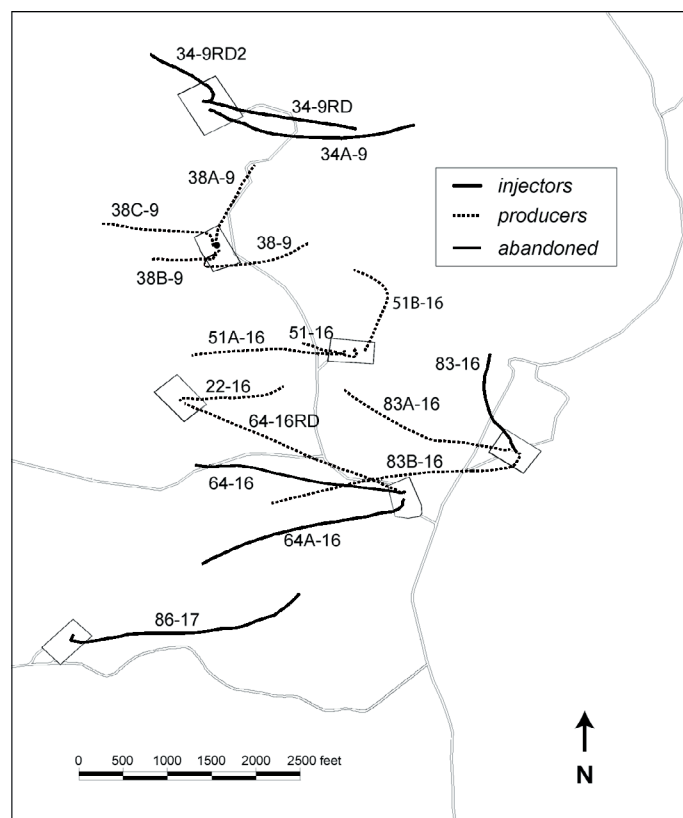 34-9RD2
34-9RD
34A-9
38A-9
injectors
38C-9
producers
38-9
abandoned
38B-9
51B-16
51-16
51A-16
83-16
22-16
83A-16
64-16RD
83B-16
64-16
64A-16
86-17
0 500 1000 1500 2000 2500 feet
N